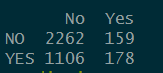 No Yes
NO 2262 159
YES 1106 178